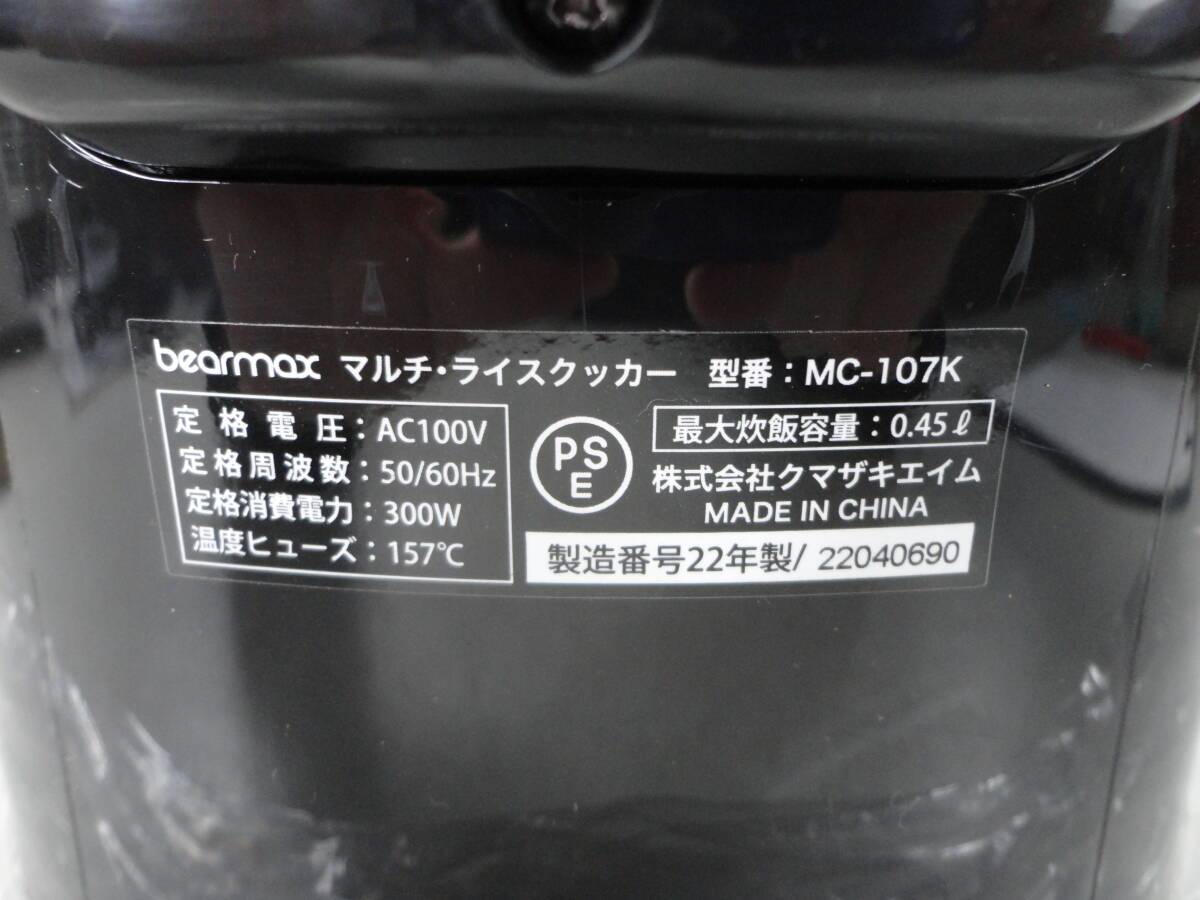 bearmax マルチ・ライスクッカー 型番：MC-107K
定格電圧：AC100V
定格周波数：50/60Hz
定格消費電力：300W
温度ヒューズ：157℃
PSE
最大炊飯容量：0.45ℓ
株式会社クマザキエイム
MADE IN CHINA
製造番号22年製/ 22040690